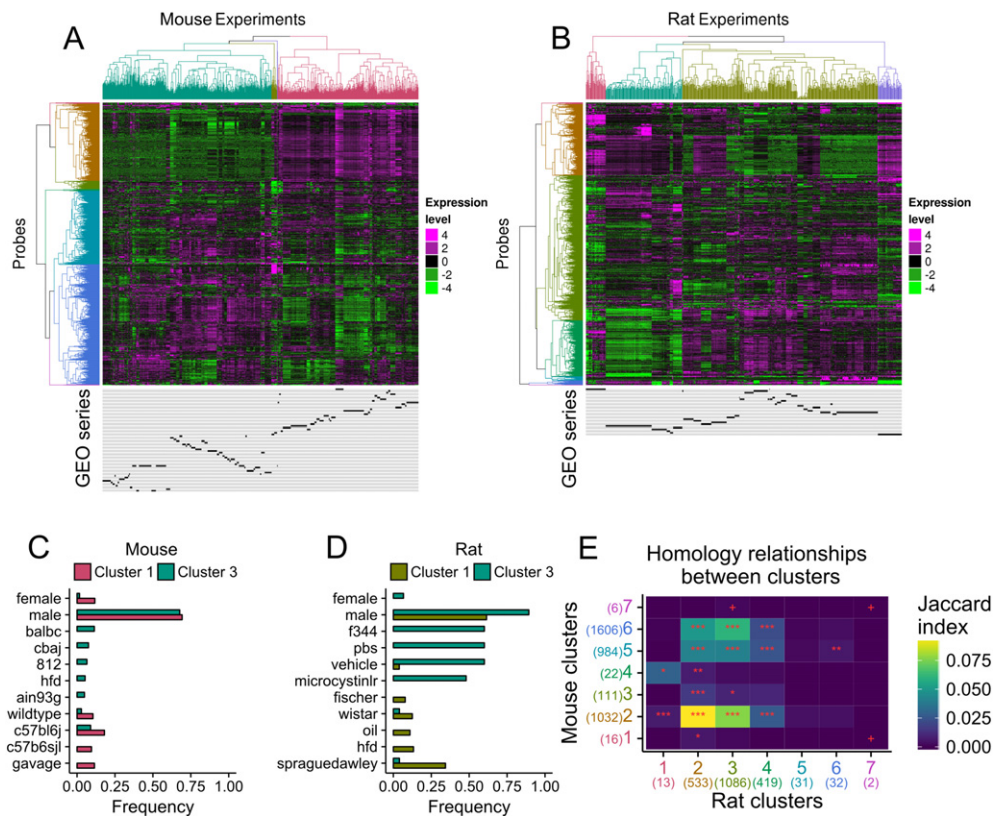 Mouse Experiments
A
Probes
Expression
level
4
2
0
-2
-4
GEO series
Rat Experiments
B
Probes
Expression
level
4
2
0
-2
-4
GEO series
C
Mouse
Cluster 1 Cluster 3
female
male
balbc
cbaj
812
hfd
ain93g
wildtype
c57bl6j
c57b6sjl
gavage
0.00 0.25 0.50 0.75 1.00
Frequency
D
Rat
Cluster 1 Cluster 3
female
male
f344
pbs
vehicle
microcystinlr
fischer
wistar
oil
hfd
spraguedawley
0.00 0.25 0.50 0.75 1.00
Frequency
E
Homology relationships
between clusters
Mouse clusters
(6)7 + +
(1606)6 *** *** ***
(984)5 *** *** *** **
(22)4 * **
(111)3 *** *
(1032)2 *** *** *** ***
(16)1 * +
1 2 3 4 5 6 7
(13) (533) (1086) (419) (31) (32) (2)
Rat clusters
Jaccard
index
0.075
0.050
0.025
0.000